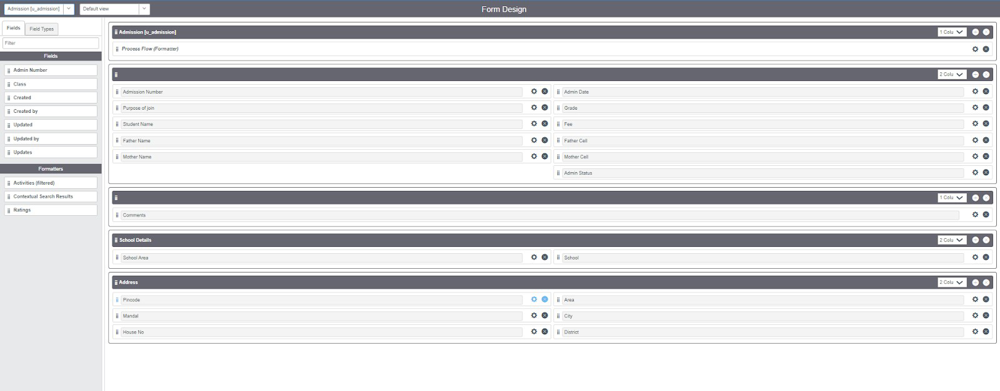 Admission [u_admission]
Default view
Form Design
Fields
Field Types
Filter
Fields
Admin Number
Class
Created
Created by
Updated
Updated by
Updates
Formatters
Activities (filtered)
Contextual Search Results
Ratings
Admission [u_admission]
1 Colu
Process Flow (Formatter)
2 Colu
Admission Number
Admin Date
Purpose of join
Grade
Student Name
Fee
Father Name
Father Cell
Mother Name
Mother Cell
Admin Status
1 Colu
Comments
School Details
2 Colu
School Area
School
Address
2 Colu
Pincode
Area
Mandal
City
House No
District